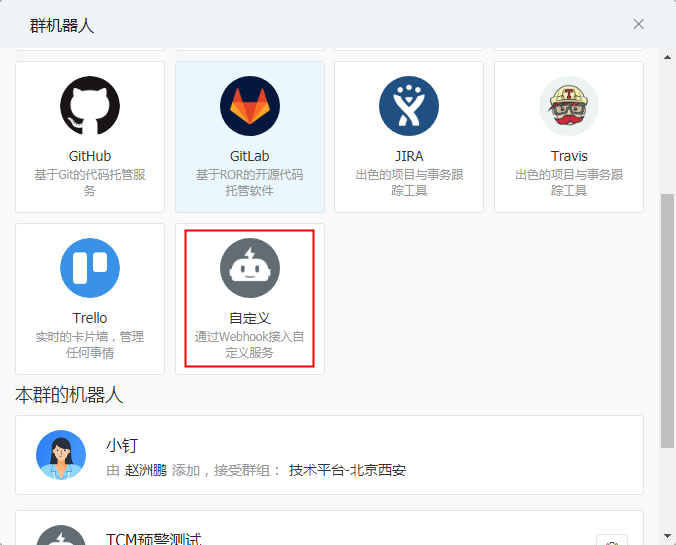 群机器人
GitHub
基于Git的代码托管服
务
GitLab
基于ROR的开源代码
托管软件
JIRA
出色的项目与事务跟
踪工具
Travis
出色的项目与事务跟
踪工具
Trello
实时的卡片墙，管理
任何事情
自定义
通过Webhook接入自
定义服务
本群的机器人
小钉
由 赵洲鹏 添加，接受群组： 技术平台-北京西安
TCM预警测试